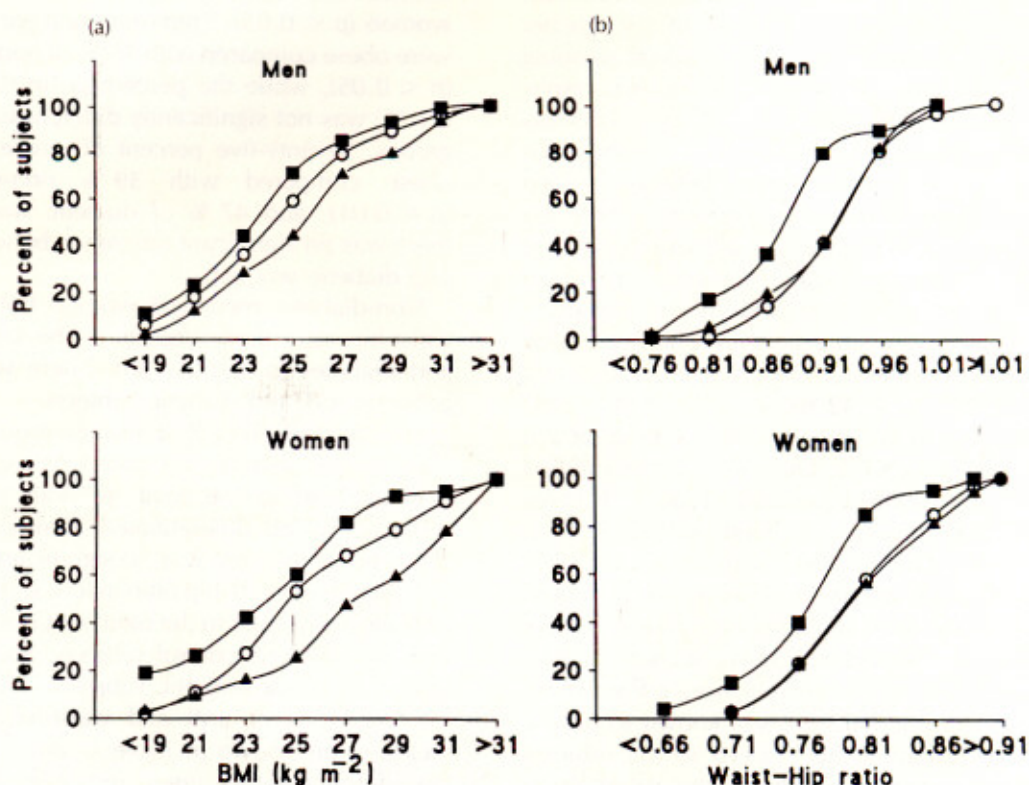 (a)
Men
Percent of subjects
100
80
60
40
20
0
<19 21 23 25 27 29 31 >31
(b)
Men
100
80
60
40
20
0
<0.76 0.81 0.86 0.91 0.96 1.01 >1.01
Women
Percent of subjects
100
80
60
40
20
0
<19 21 23 25 27 29 31 >31
BMI (kg m⁻²)
Women
100
80
60
40
20
0
<0.66 0.71 0.76 0.81 0.86 >0.91
Waist-Hip ratio